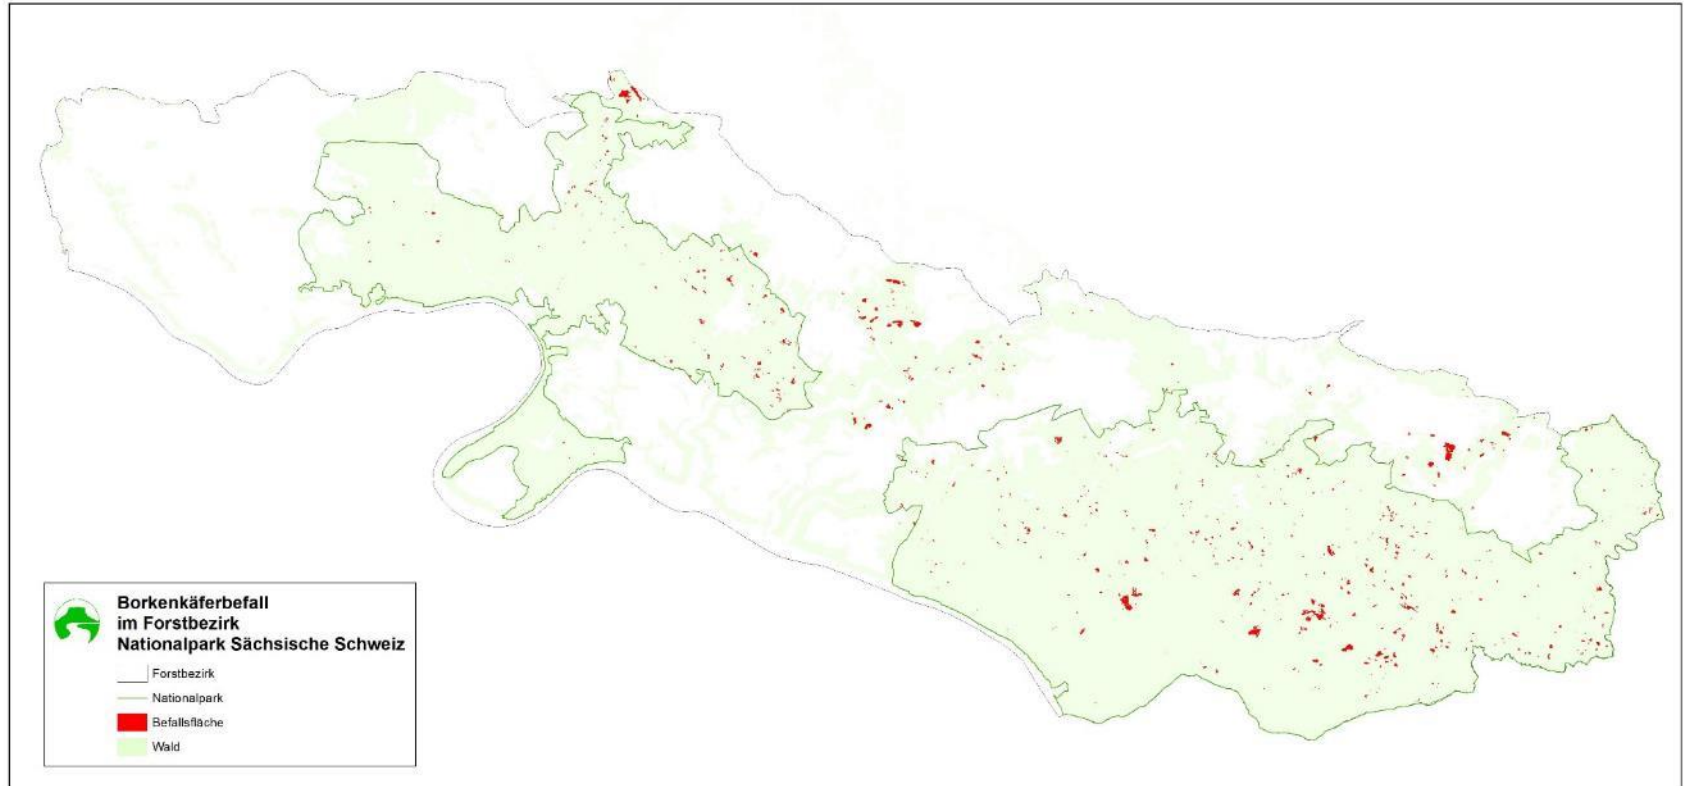 Borkenkäferbefall
im Forstbezirk
Nationalpark Sächsische Schweiz
Forstbezirk
Nationalpark
Befallsfläche
Wald